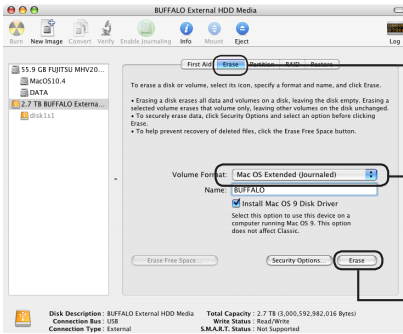 BUFFALO External HDD Media
Burn New Image Convert Verify Enable Journaling Info Mount Eject Log
First Aid Erase Partition RAID Restore
55.9 GB FUJITSU MHV20...
MacOS10.4
DATA
2.7 TB BUFFALO Externa...
disk1s1
To erase a disk or volume, select its icon, specify a format and name, and click Erase.
• Erasing a disk erases all data and volumes on a disk, leaving the disk empty. Erasing a
selected volume erases that volume only, leaving other volumes on the disk unchanged.
• To securely erase data, click Security Options and select an option before clicking
Erase.
• To help prevent recovery of deleted files, click the Erase Free Space button.
Volume Format: Mac OS Extended (Journaled)
Name: BUFFALO
Install Mac OS 9 Disk Driver
Select this option to use this device on a
computer running Mac OS 9. This option
does not affect Classic.
Erase Free Space... Security Options... Erase
Disk Description : BUFFALO External HDD Media Total Capacity : 2.7 TB (3,000,592,982,016 Bytes)
Connection Bus : USB Write Status : Read/Write
Connection Type : External S.M.A.R.T. Status : Not Supported